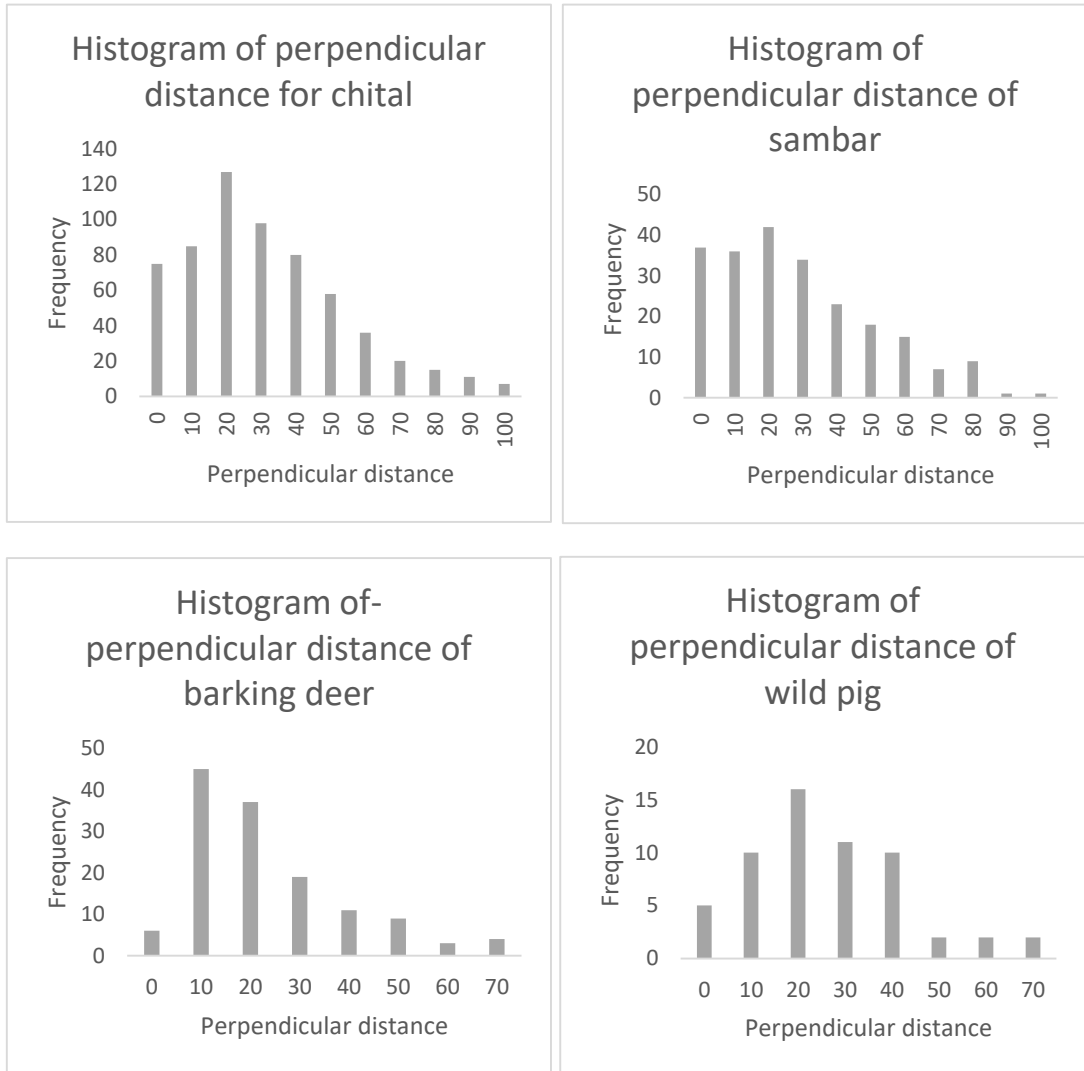 Histogram of perpendicular
distance for chital
140
120
100
80
60
40
20
0
Frequency
0 10 20 30 40 50 60 70 80 90 100
Perpendicular distance
Histogram of
perpendicular distance of
sambar
50
40
30
20
10
0
Frequency
0 10 20 30 40 50 60 70 80 90 100
Perpendicular distance
Histogram of-
perpendicular distance of
barking deer
50
40
30
20
10
0
Frequency
0 10 20 30 40 50 60 70
Perpendicular distance
Histogram of
perpendicular distance of
wild pig
20
15
10
5
0
Frequency
0 10 20 30 40 50 60 70
Perpendicular distance